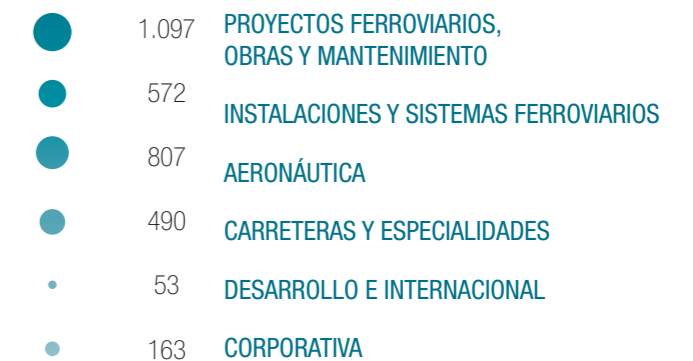 1.097 PROYECTOS FERROVIARIOS,
OBRAS Y MANTENIMIENTO
572 INSTALACIONES Y SISTEMAS FERROVIARIOS
807 AERONÁUTICA
490 CARRETERAS Y ESPECIALIDADES
53 DESARROLLO E INTERNACIONAL
163 CORPORATIVA